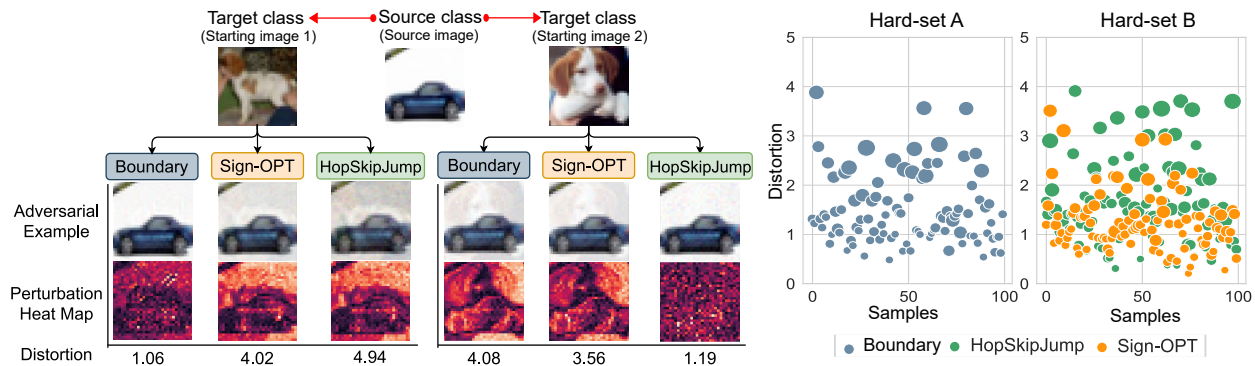 Target class
(Starting image 1)
Source class
(Source image)
Target class
(Starting image 2)
Boundary
Sign-OPT
HopSkipJump
Boundary
Sign-OPT
HopSkipJump
Adversarial
Example
Perturbation
Heat Map
Distortion
1.06
4.02
4.94
4.08
3.56
1.19
Hard-set A
Hard-set B
Distortion
5
4
3
2
1
0
5
4
3
2
1
0
0
50
100
0
50
100
Samples
Samples
Boundary
HopSkipJump
Sign-OPT